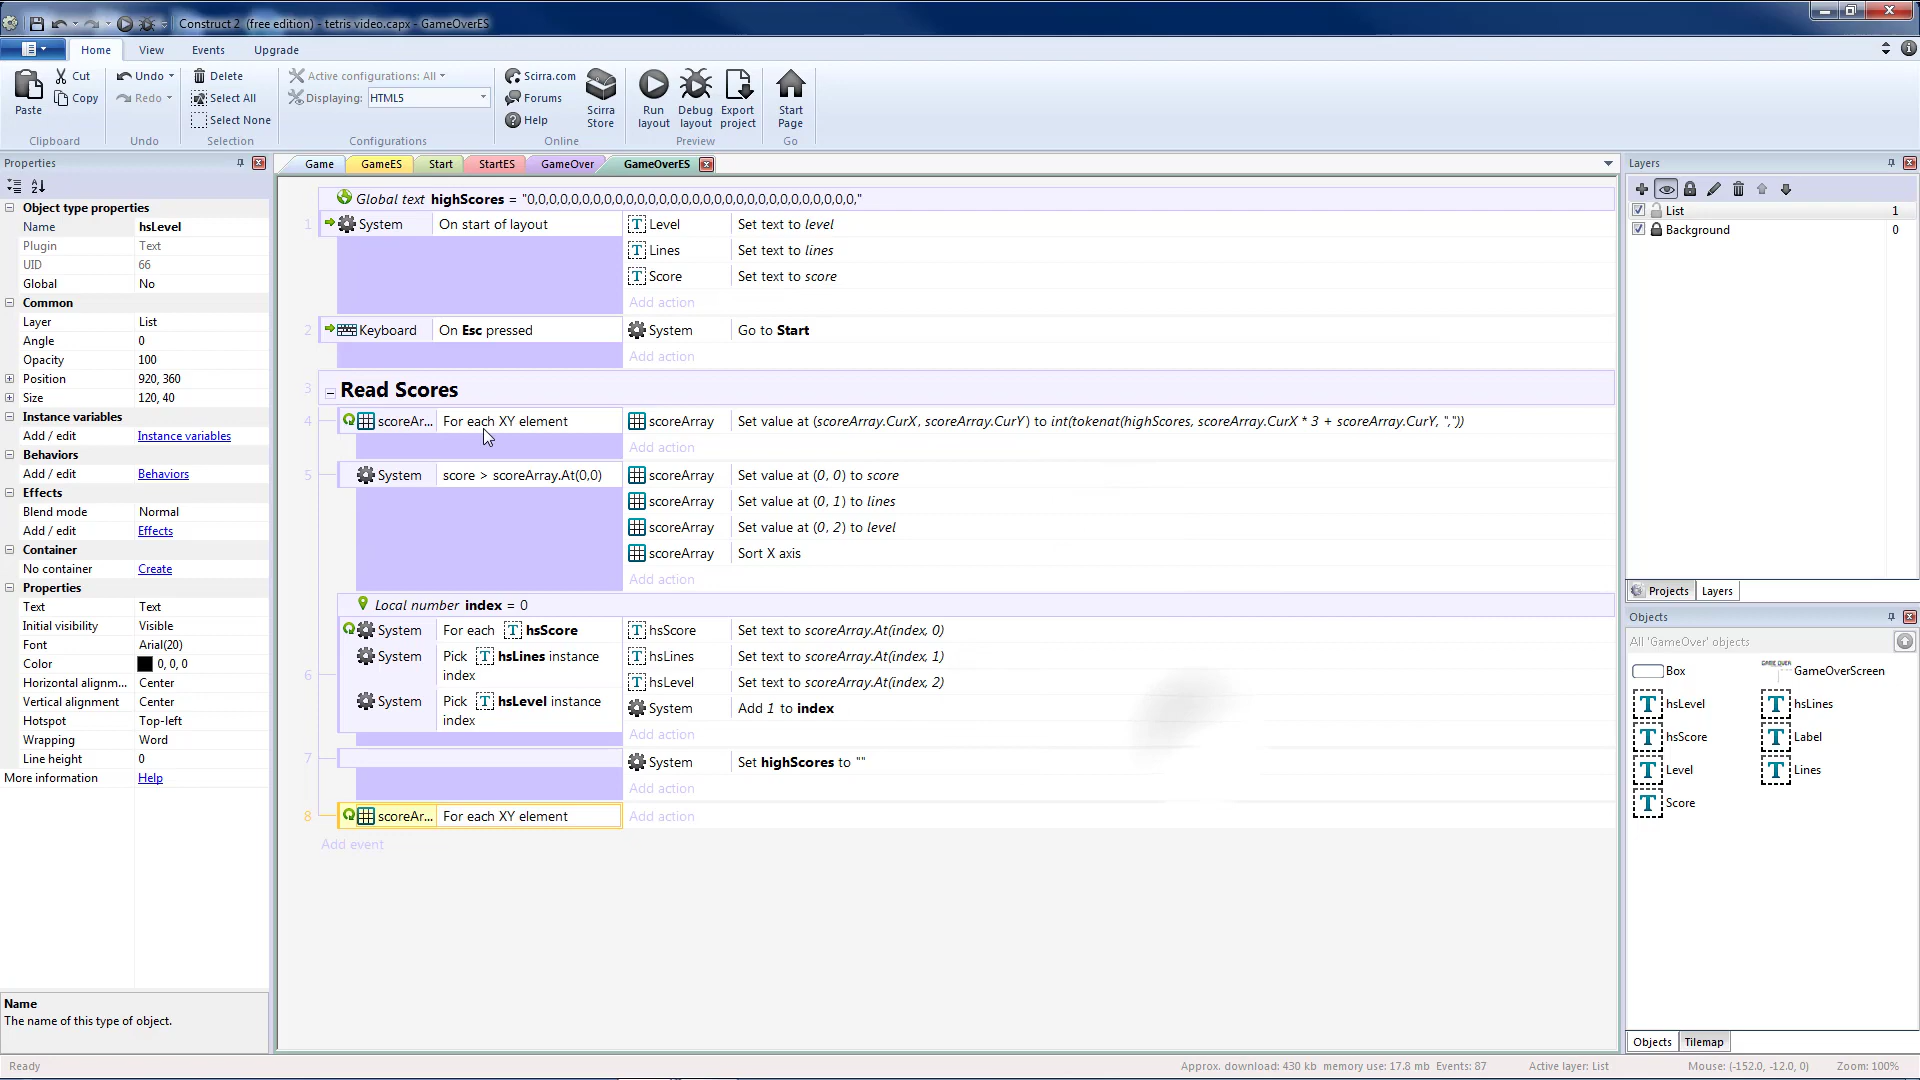 Construct 2 (free edition) - tetris video.capx - GameOverES
Home View Events Upgrade
Paste
Cut
Copy
Clipboard
Undo
Redo
Undo
Delete
Select All
Select None
Selection
Active configurations: All
Displaying: HTML5
Configurations
Scirra.com
Forums
Help
Scirra Store
Online
Run layout
Debug layout
Export project
Preview
Start Page
Go
Properties
Object type properties
Name hsLevel
Plugin Text
UID 66
Global No
Common
Layer List
Angle 0
Opacity 100
Position 920, 360
Size 120, 40
Instance variables
Add / edit Instance variables
Behaviors
Add / edit Behaviors
Effects
Blend mode Normal
Add / edit Effects
Container
No container Create
Properties
Text Text
Initial visibility Visible
Font Arial(20)
Color 0, 0, 0
Horizontal alignm... Center
Vertical alignment Center
Hotspot Top-left
Wrapping Word
Line height 0
More information Help
Name
The name of this type of object.
Game GameES Start StartES GameOver GameOverES
Global text highScores = "0,0,0,0,0,0,0,0,0,0,0,0,0,0,0,0,0,0,0,0,0,0,0,0,0,0,0,0,0,0,"
1 System On start of layout Level Set text to level
Lines Set text to lines
Score Set text to score
Add action
2 Keyboard On Esc pressed System Go to Start
Add action
3 Read Scores
4 scoreAr... For each XY element scoreArray Set value at (scoreArray.CurX, scoreArray.CurY) to int(tokenat(highScores, scoreArray.CurX * 3 + scoreArray.CurY, ","))
Add action
5 System score > scoreArray.At(0,0) scoreArray Set value at (0, 0) to score
scoreArray Set value at (0, 1) to lines
scoreArray Set value at (0, 2) to level
scoreArray Sort X axis
Add action
Local number index = 0
System For each hsScore hsScore Set text to scoreArray.At(index, 0)
System Pick hsLines instance index hsLines Set text to scoreArray.At(index, 1)
6 hsLevel Set text to scoreArray.At(index, 2)
System Pick hsLevel instance index System Add 1 to index
Add action
7 System Set highScores to ""
Add action
8 scoreAr... For each XY element Add action
Add event
Layers
List 1
Background 0
Projects Layers
Objects
All 'GameOver' objects
Box GameOverScreen
hsLevel hsLines
hsScore Label
Level Lines
Score
Objects Tilemap
Ready
Approx. download: 430 kb memory use: 17.8 mb Events: 87 Active layer: List Mouse: (-152.0, -12.0, 0) Zoom: 100%